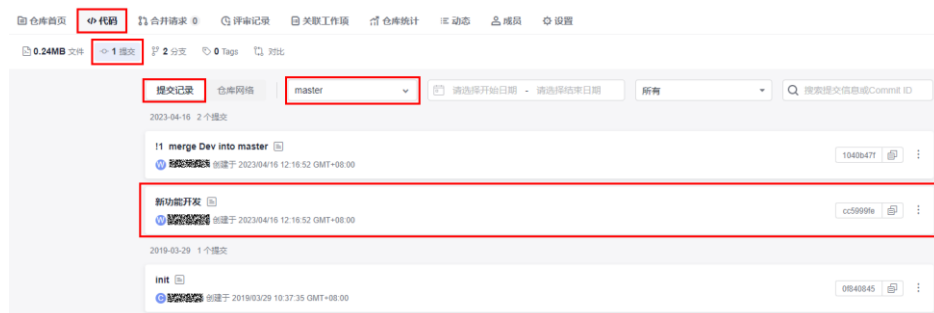 仓库首页 代码 合并请求 0 评审记录 关联工作项 仓库统计 动态 成员 设置
0.24MB 文件 1 提交 2 分支 0 Tags 对比
提交记录 仓库网络 master 请选择开始日期 - 请选择结束日期 所有 搜索提交信息或Commit ID
2023-04-16 2 个提交
!1 merge Dev into master
1040b47f
W 创建于 2023/04/16 12:16:52 GMT+08:00
新功能开发
cc5999fe
W 创建于 2023/04/16 12:16:52 GMT+08:00
2019-03-29 1 个提交
init
0f840845
C 创建于 2019/03/29 10:37:35 GMT+08:00